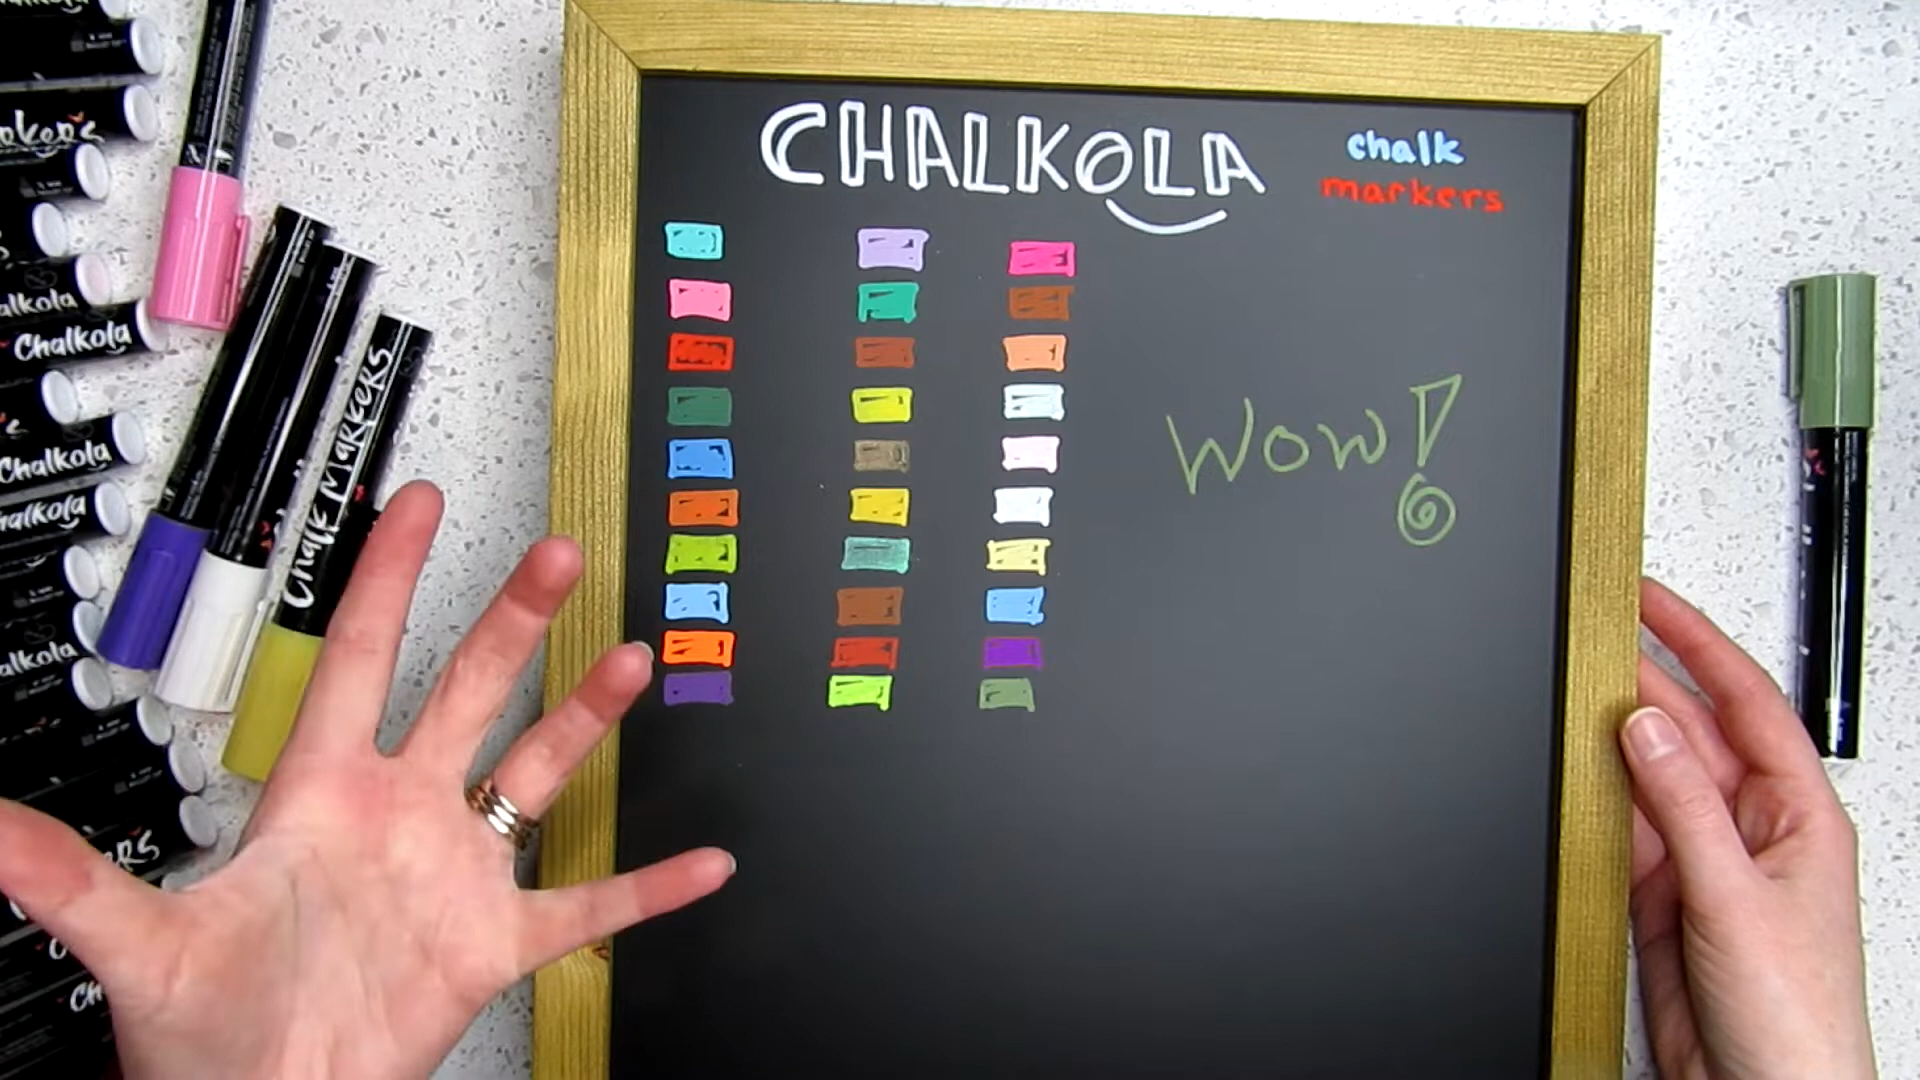 CHALKOLA
chalk
markers
WOW!
Chalk Markers
Chalkola
Chalkola